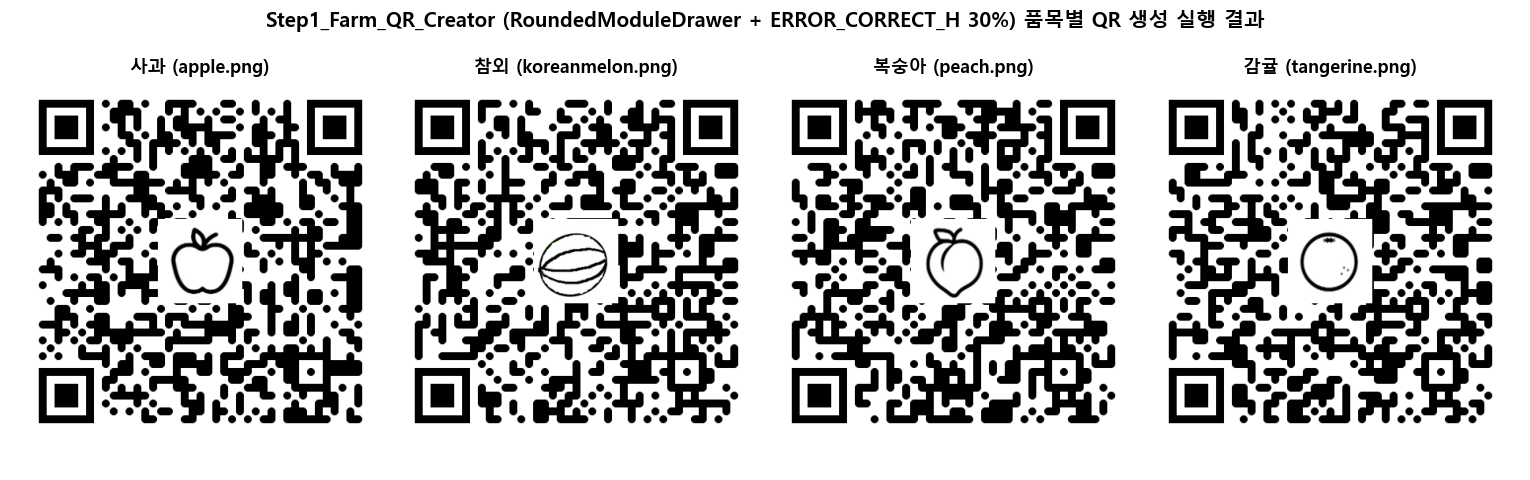 Step1_Farm_QR_Creator (RoundedModuleDrawer + ERROR_CORRECT_H 30%) 품목별 QR 생성 실행 결과
사과 (apple.png)
참외 (koreanmelon.png)
복숭아 (peach.png)
감귤 (tangerine.png)